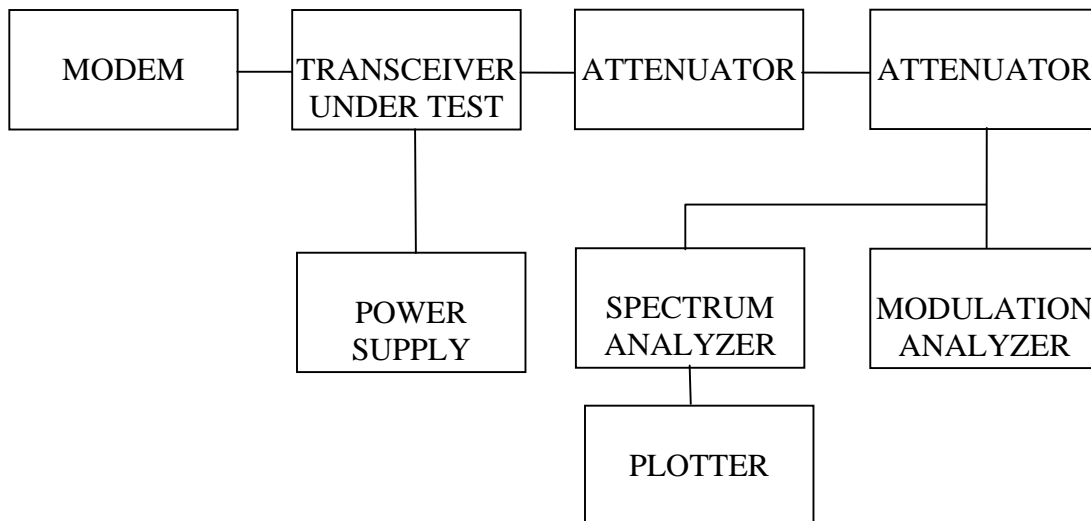 MODEM
TRANSCEIVER
UNDER TEST
ATTENUATOR
ATTENUATOR
POWER
SUPPLY
SPECTRUM
ANALYZER
MODULATION
ANALYZER
PLOTTER